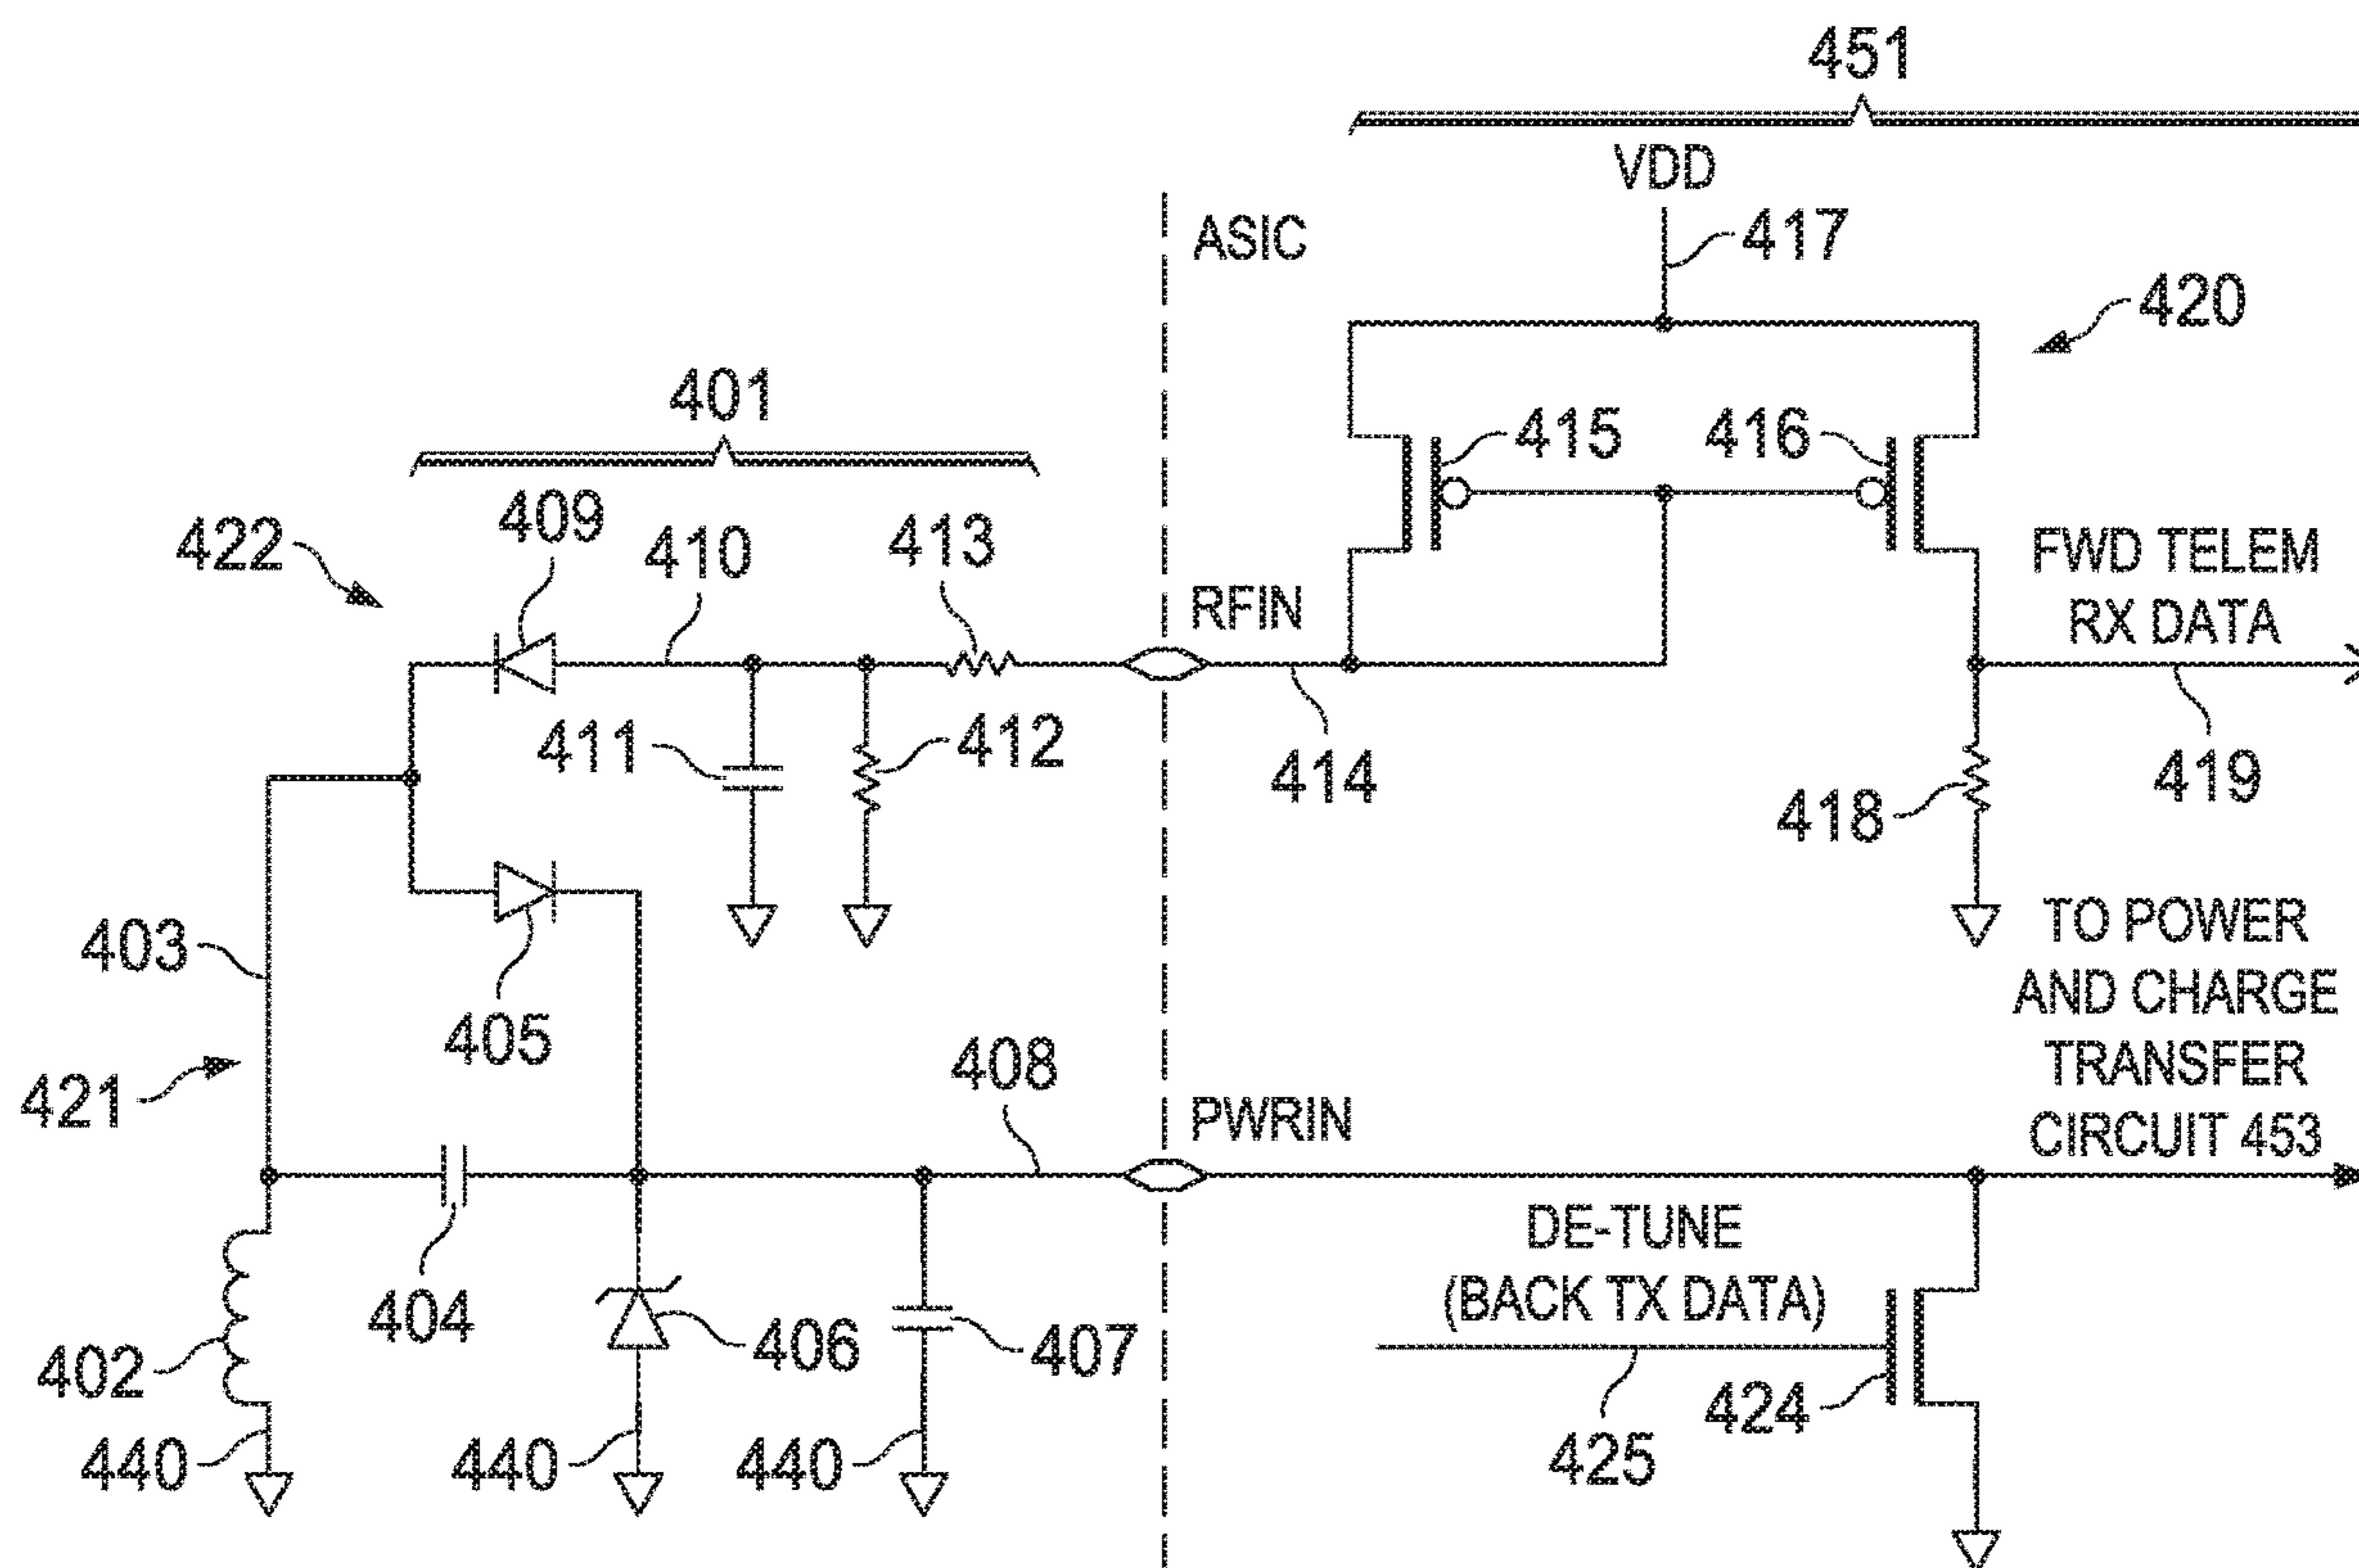 451
VDD
ASIC
417
420
401
415
416
409
410
413
422
RFIN
FWD TELEM
RX DATA
411
412
414
418
419
403
405
TO POWER
AND CHARGE
TRANSFER
CIRCUIT 453
408
421
PWRIN
DE-TUNE
(BACK TX DATA)
404
402
406
407
424
425
440
440
440